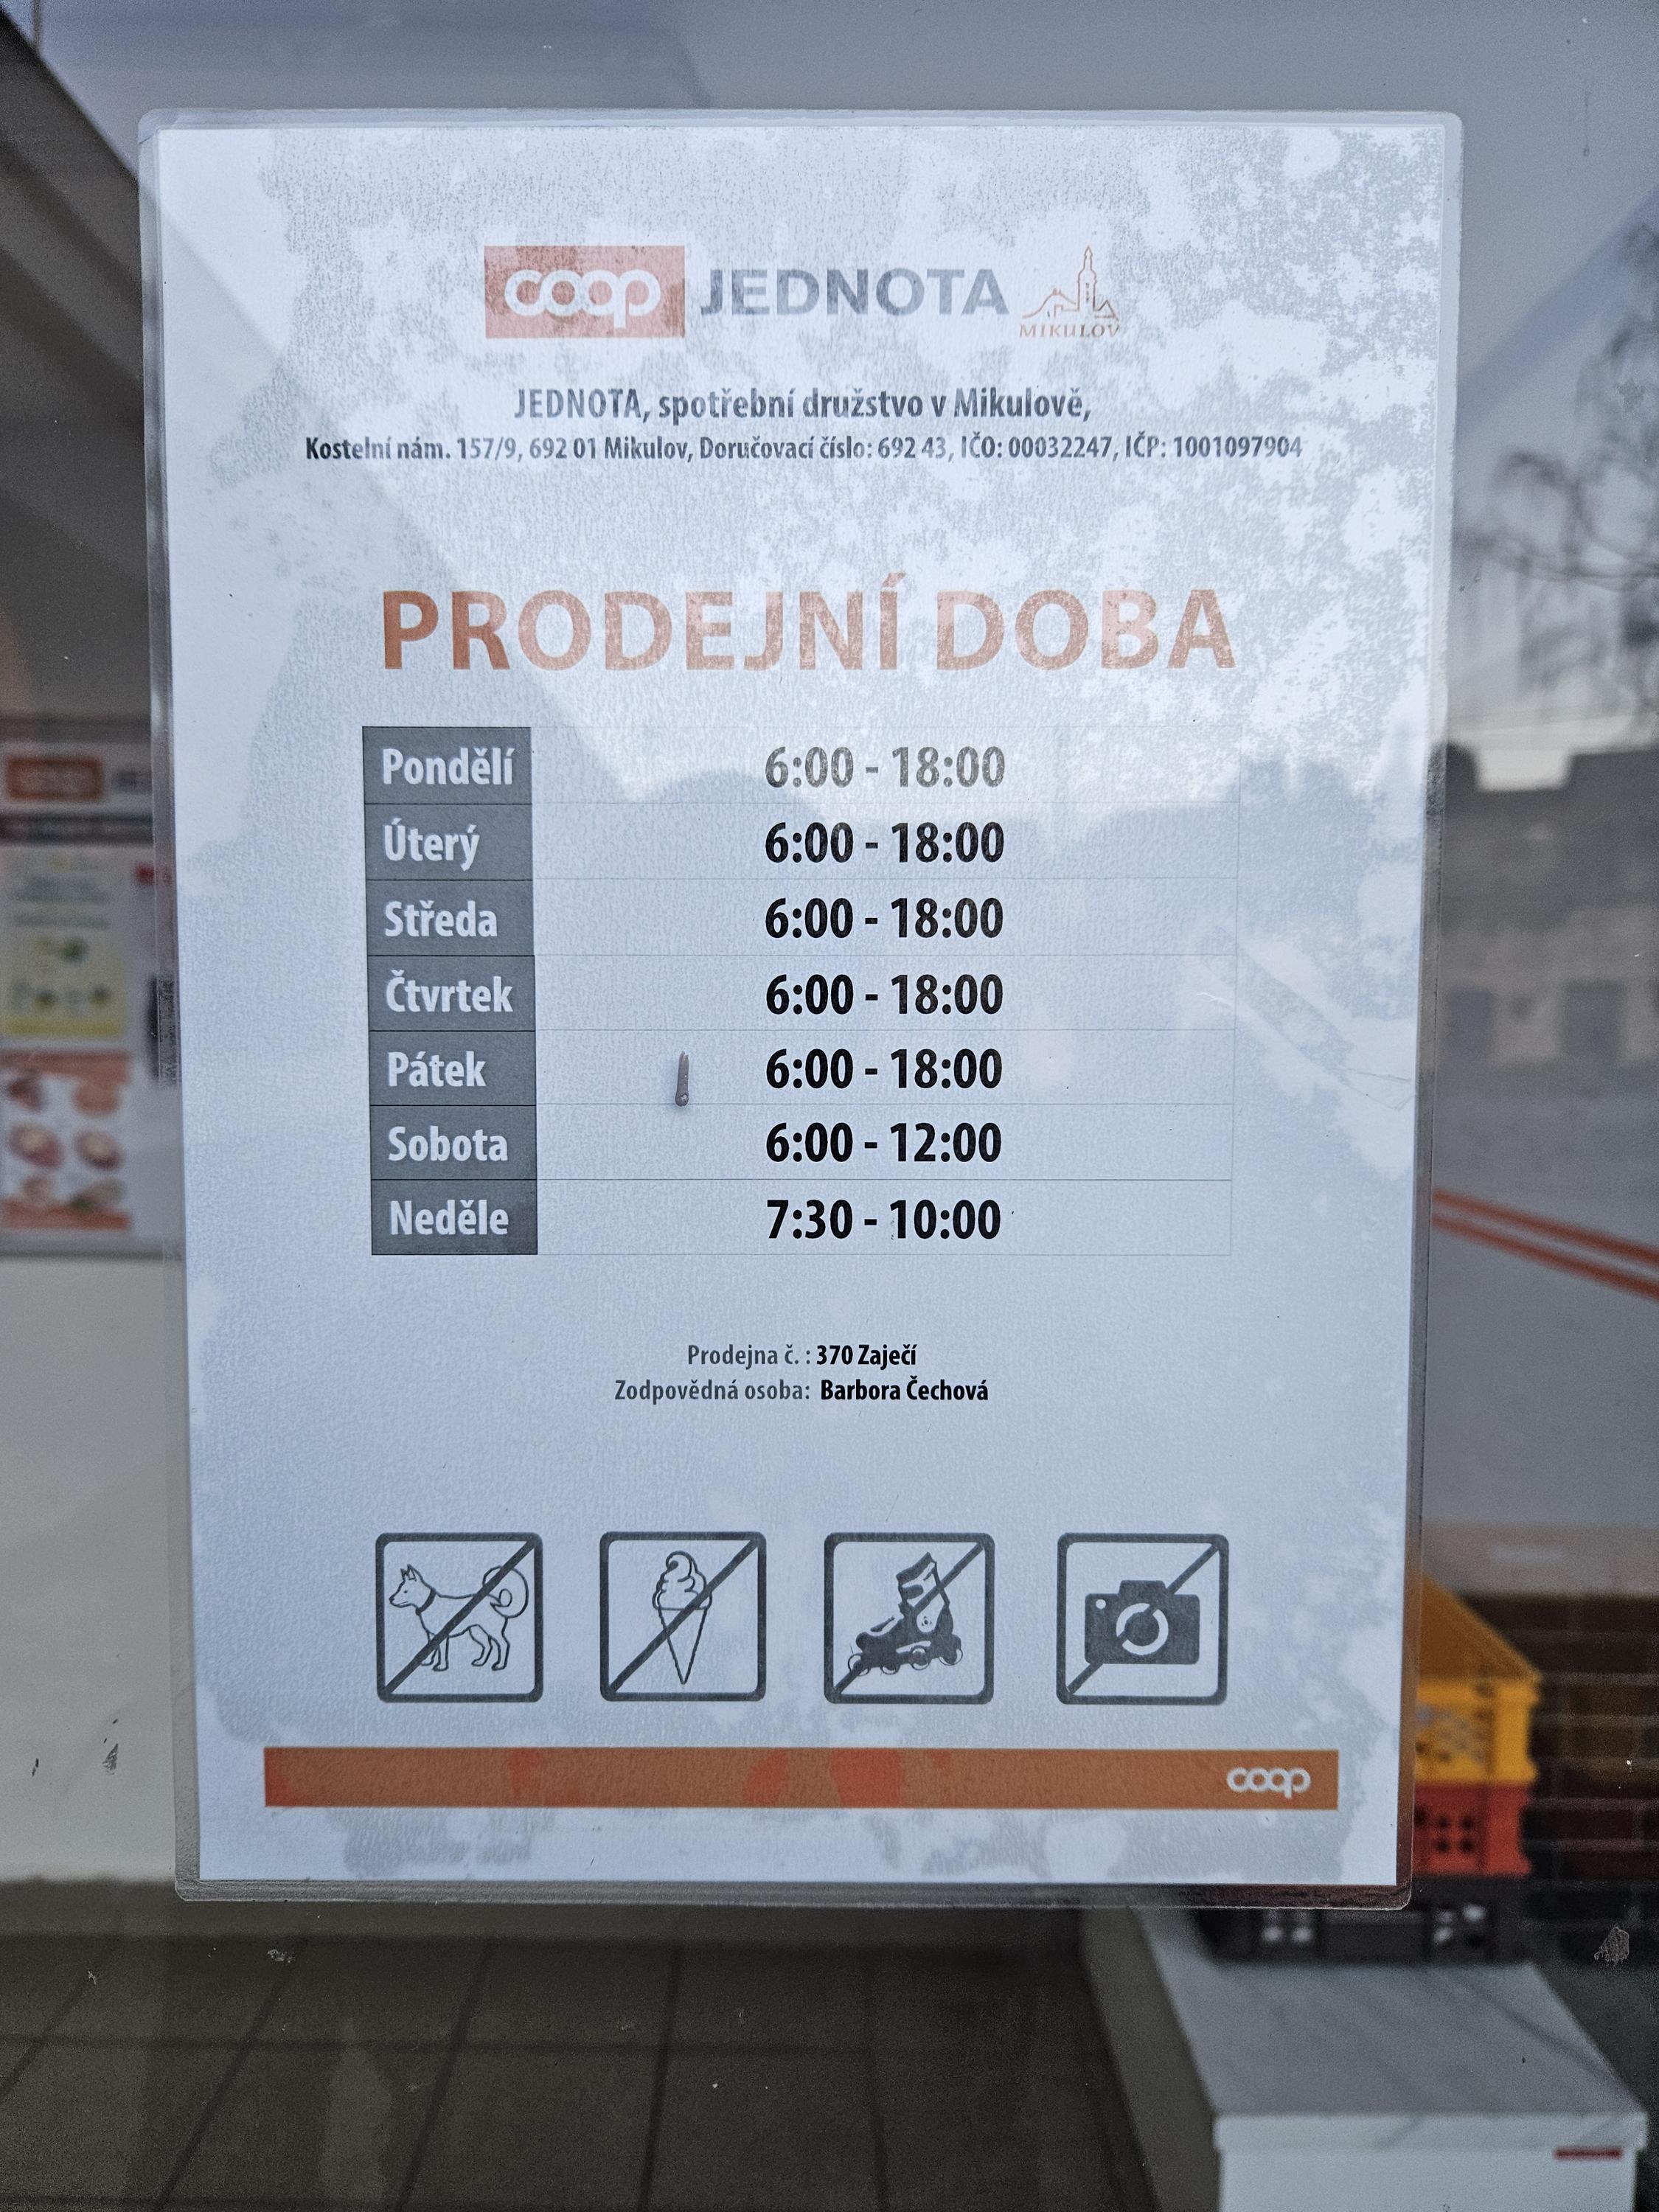 coop JEDNOTA MIKULOV
JEDNOTA, spotřební družstvo v Mikulově,
Kostelní nám. 157/9, 692 01 Mikulov, Doručovací číslo: 692 43, IČO: 00032247, IČP: 1001097904
PRODEJNÍ DOBA
Pondělí 6:00 - 18:00
Úterý 6:00 - 18:00
Středa 6:00 - 18:00
Čtvrtek 6:00 - 18:00
Pátek 6:00 - 18:00
Sobota 6:00 - 12:00
Neděle 7:30 - 10:00
Prodejna č. : 370 Zaječí
Zodpovědná osoba: Barbora Čechová
coop